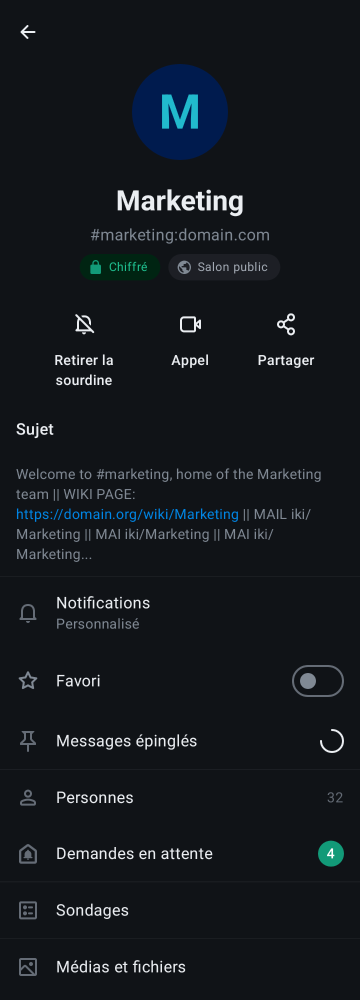 M
Marketing
#marketing:domain.com
Chiffré
Salon public
Retirer la
sourdine
Appel
Partager
Sujet
Welcome to #marketing, home of the Marketing
team || WIKI PAGE:
https://domain.org/wiki/Marketing || MAIL iki/
Marketing || MAI iki/Marketing || MAI iki/
Marketing...
Notifications
Personnalisé
Favori
Messages épinglés
Personnes 32
Demandes en attente 4
Sondages
Médias et fichiers